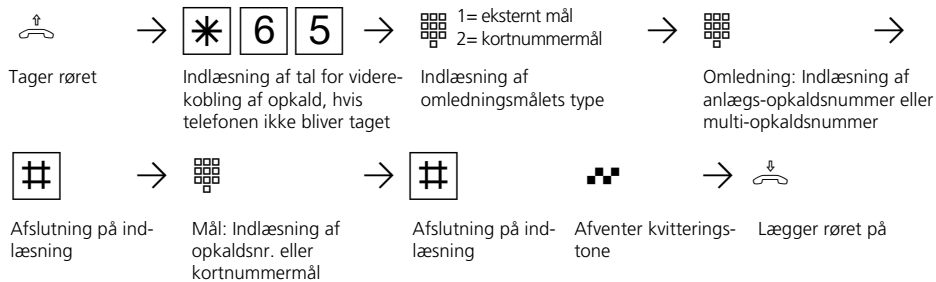 * 6 5
1= eksternt mål
2= kortnummermål
Tager røret
Indlæsning af tal for videre-
kobling af opkald, hvis
telefonen ikke bliver taget
Indlæsning af
omledningsmålets type
Omledning: Indlæsning af
anlægs-opkaldsnummer eller
multi-opkaldsnummer
#
#
Afslutning på ind-
læsning
Mål: Indlæsning af
opkaldsnr. eller
kortnummermål
Afslutning på ind-
læsning
Afventer kvitterings-
tone
Lægger røret på